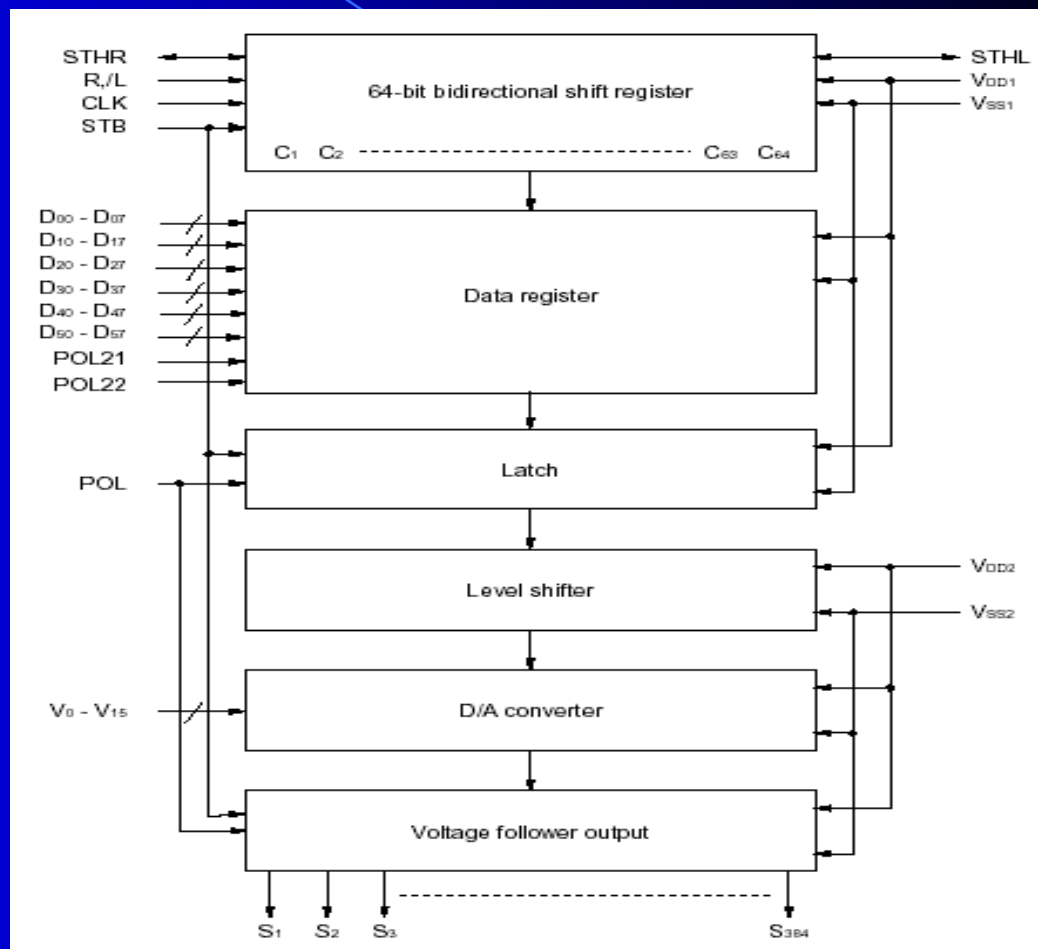 STHR
STHL
R,/L
64-bit bidirectional shift register
VDD1
CLK
VSS1
STB
C1 C2 C63 C64
D00 - D07
D10 - D17
D20 - D27
D30 - D37
Data register
D40 - D47
D50 - D57
POL21
POL22
Latch
POL
Level shifter
VDD2
VSS2
V0 - V15
D/A converter
Voltage follower output
S1 S2 S3 S384